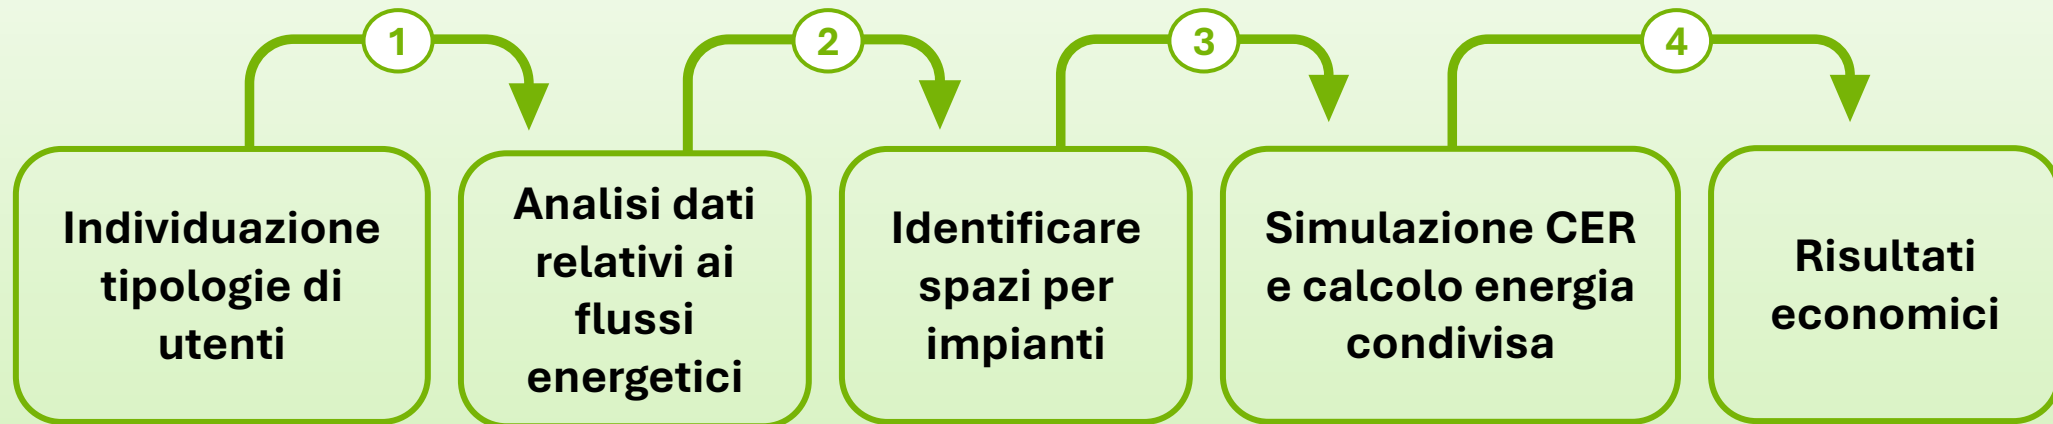 1
2
3
4
Individuazione
tipologie di
utenti
Analisi dati
relativi ai
flussi
energetici
Identificare
spazi per
impianti
Simulazione CER
e calcolo energia
condivisa
Risultati
economici